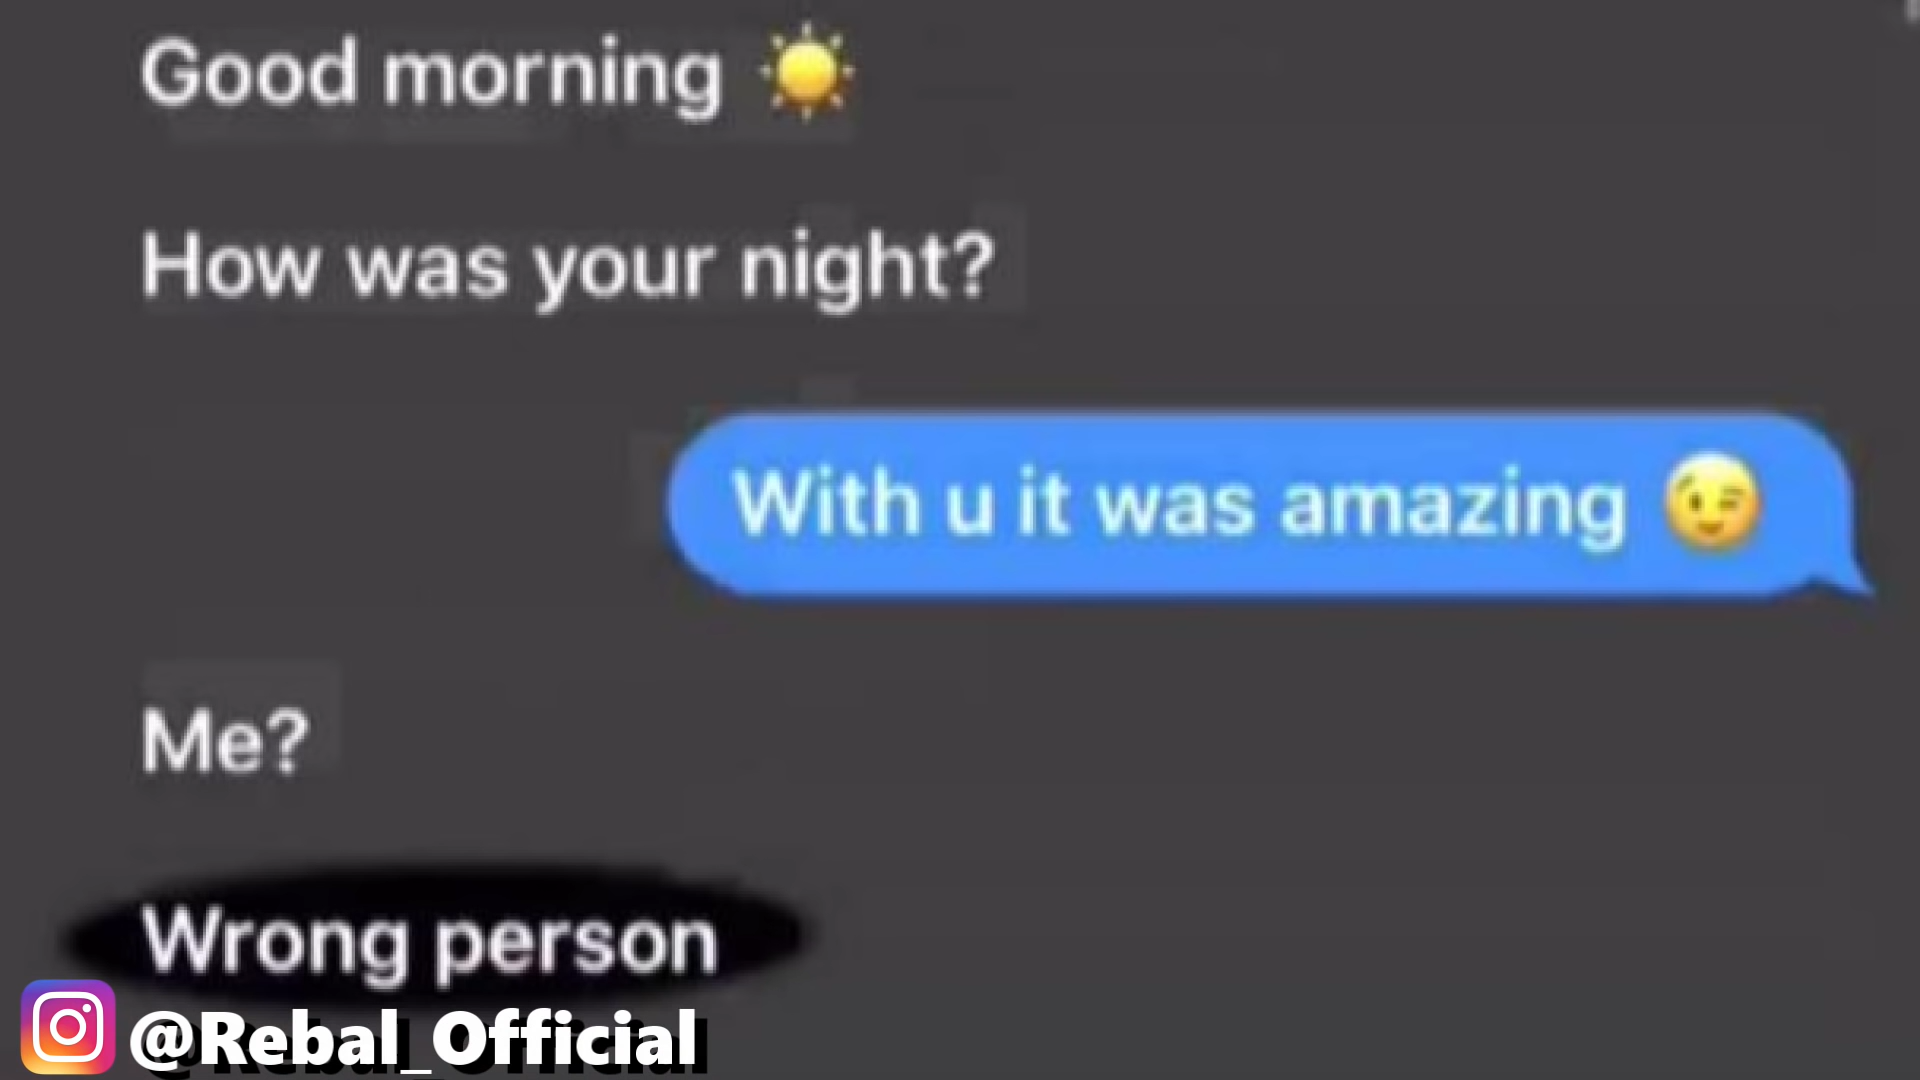 Good morning ☀️
How was your night?
With u it was amazing 😉
Me?
Wrong person
@Rebal_Official